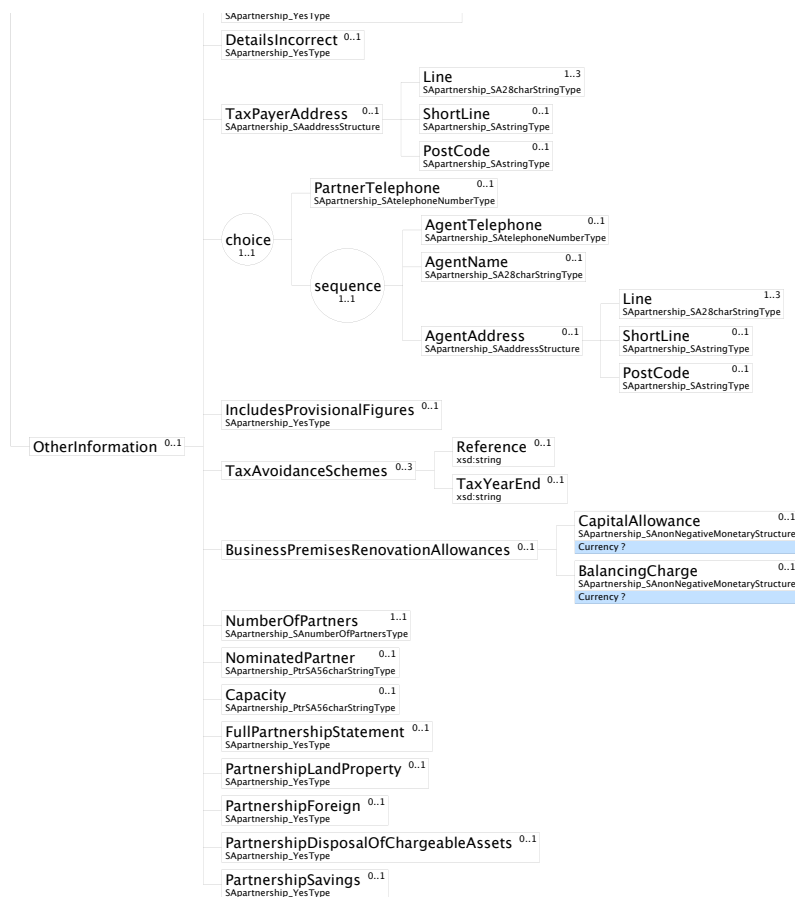 SApartnership_YesType
DetailsIncorrect 0..1
SApartnership_YesType
Line 1..3
SApartnership_SA28charStringType
TaxPayerAddress 0..1
SApartnership_SAaddressStructure
ShortLine 0..1
SApartnership_SAstringType
PostCode 0..1
SApartnership_SAstringType
PartnerTelephone 0..1
SApartnership_SAtelephoneNumberType
choice
1..1
AgentTelephone 0..1
SApartnership_SAtelephoneNumberType
AgentName 0..1
SApartnership_SA28charStringType
sequence
1..1
Line 1..3
SApartnership_SA28charStringType
AgentAddress 0..1
SApartnership_SAaddressStructure
ShortLine 0..1
SApartnership_SAstringType
PostCode 0..1
SApartnership_SAstringType
IncludesProvisionalFigures 0..1
SApartnership_YesType
OtherInformation 0..1
Reference 0..1
xsd:string
TaxAvoidanceSchemes 0..3
TaxYearEnd 0..1
xsd:string
CapitalAllowance 0..1
SApartnership_SAnonNegativeMonetaryStructure
Currency ?
BusinessPremisesRenovationAllowances 0..1
BalancingCharge 0..1
SApartnership_SAnonNegativeMonetaryStructure
Currency ?
NumberOfPartners 1..1
SApartnership_SAnumberOfPartnersType
NominatedPartner 0..1
SApartnership_PtrSA56charStringType
Capacity 0..1
SApartnership_PtrSA56charStringType
FullPartnershipStatement 0..1
SApartnership_YesType
PartnershipLandProperty 0..1
SApartnership_YesType
PartnershipForeign 0..1
SApartnership_YesType
PartnershipDisposalOfChargeableAssets 0..1
SApartnership_YesType
PartnershipSavings 0..1
SApartnership_YesType